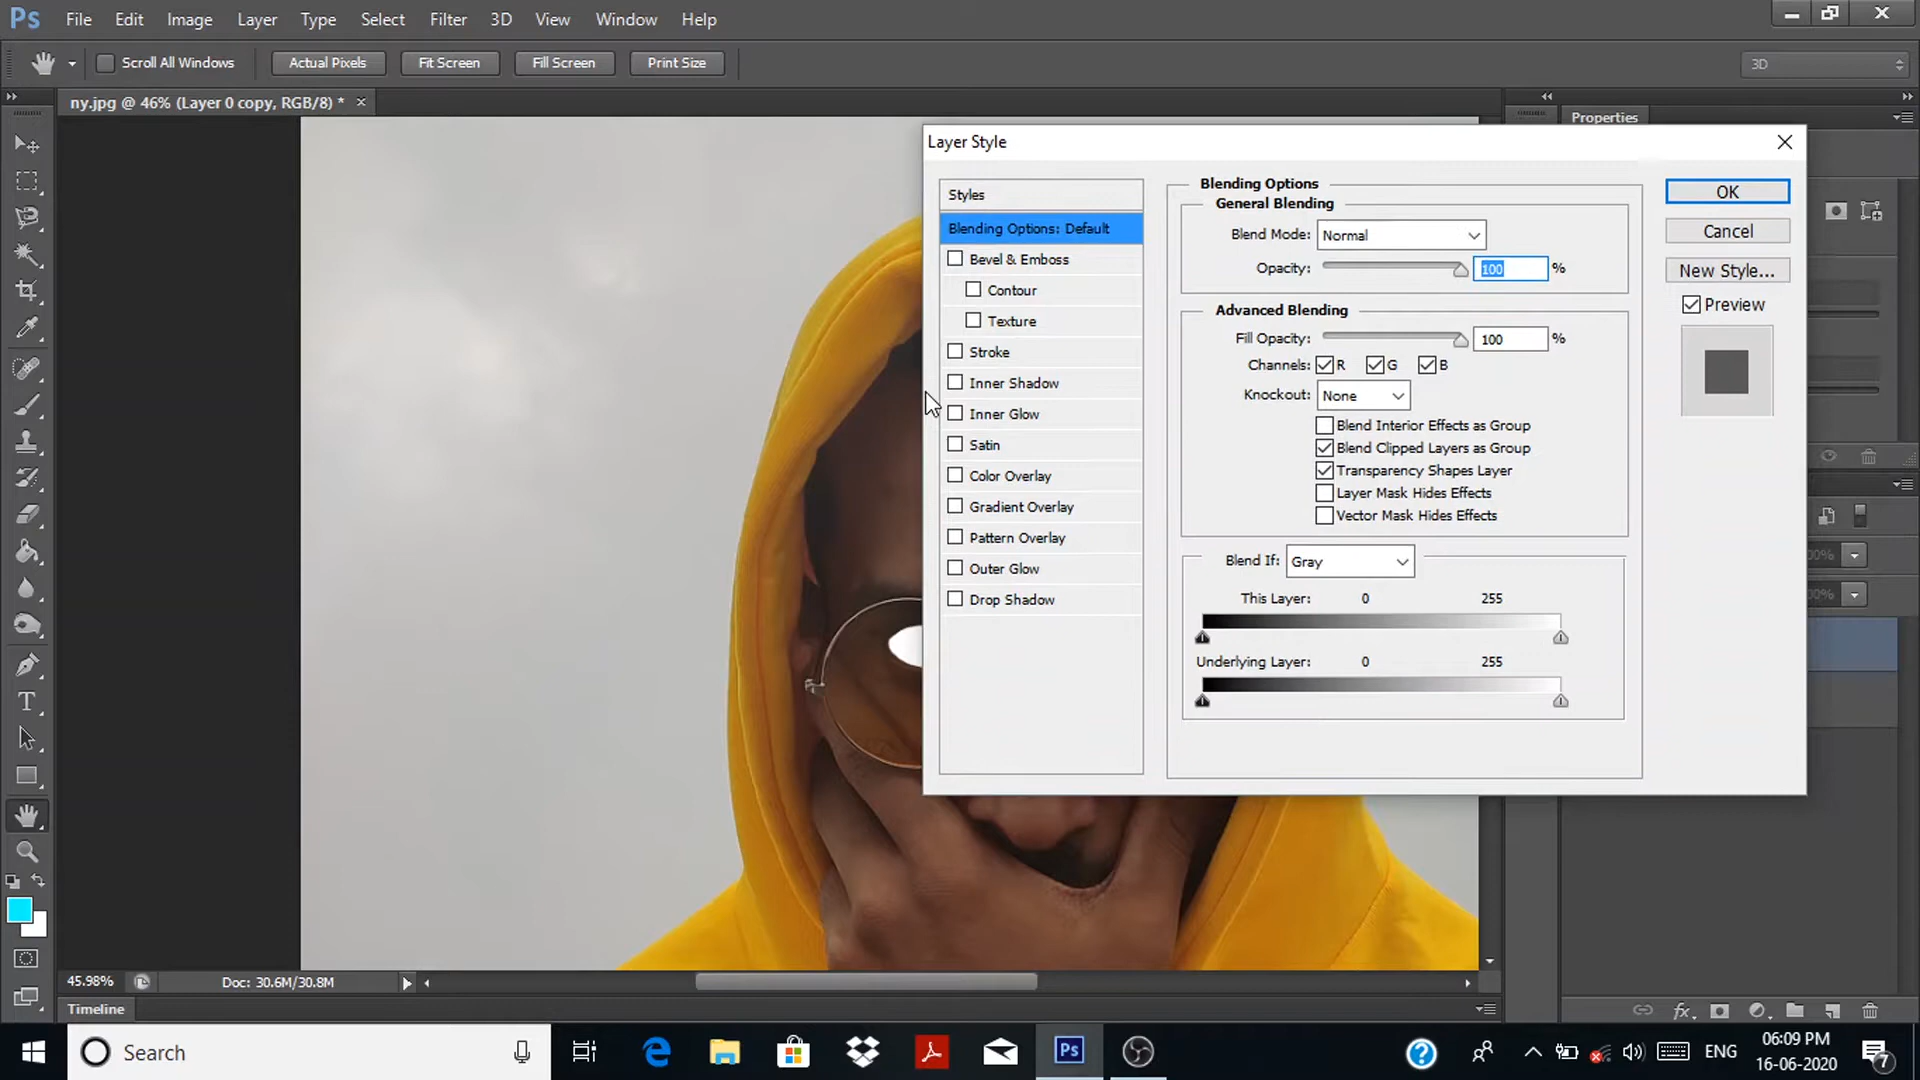 Ps File Edit Image Layer Type Select Filter 3D View Window Help
Scroll All Windows Actual Pixels Fit Screen Fill Screen Print Size 3D
ny.jpg @ 46% (Layer 0 copy, RGB/8) * ×
Properties
Layer Style
Styles
Blending Options: Default
Bevel & Emboss
Contour
Texture
Stroke
Inner Shadow
Inner Glow
Satin
Color Overlay
Gradient Overlay
Pattern Overlay
Outer Glow
Drop Shadow
Blending Options
General Blending
Blend Mode: Normal
Opacity: 100 %
Advanced Blending
Fill Opacity: 100 %
Channels: R G B
Knockout: None
Blend Interior Effects as Group
Blend Clipped Layers as Group
Transparency Shapes Layer
Layer Mask Hides Effects
Vector Mask Hides Effects
Blend If: Gray
This Layer: 0 255
Underlying Layer: 0 255
OK
Cancel
New Style...
Preview
45.98% Doc: 30.6M/30.8M
Timeline
fx
Search
Ps
ENG
06:09 PM
16-06-2020
7